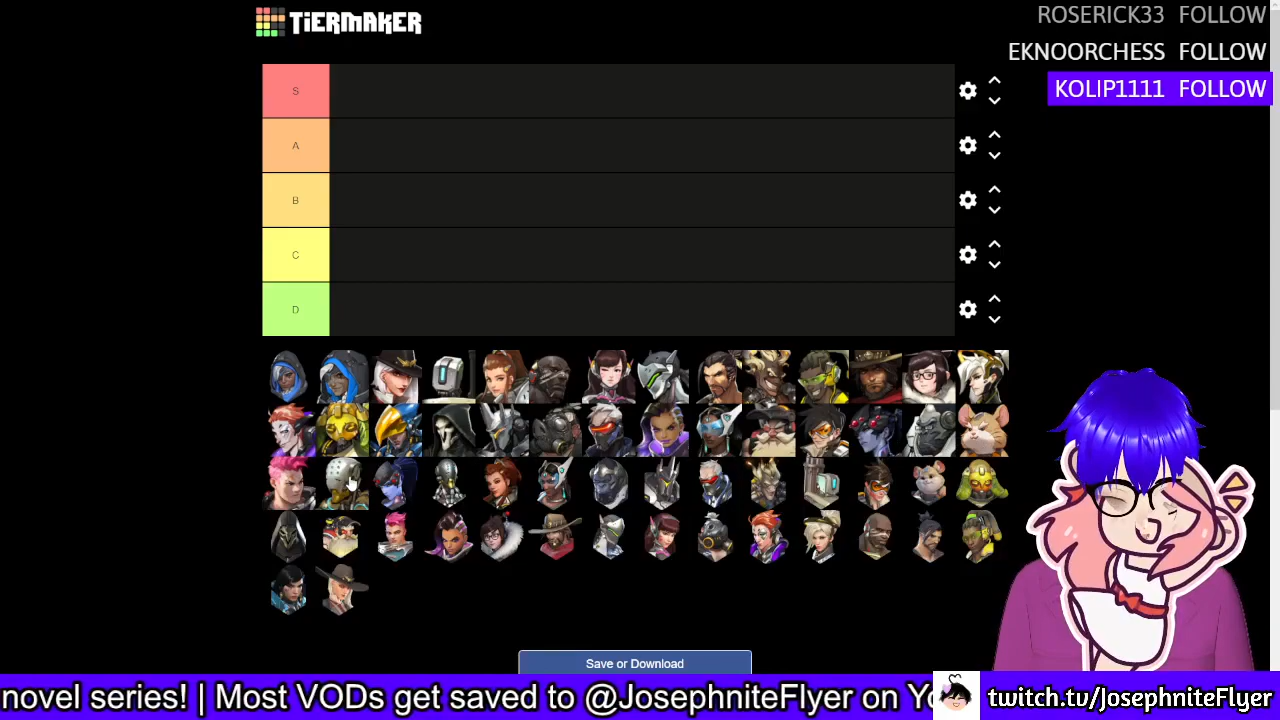 TiERMAKER
ROSERICK33 FOLLOW
EKNOORCHESS FOLLOW
KOLIP1111 FOLLOW
S
A
B
C
D
Save or Download
novel series! | Most VODs get saved to @JosephniteFlyer on Yo
twitch.tv/JosephniteFlyer